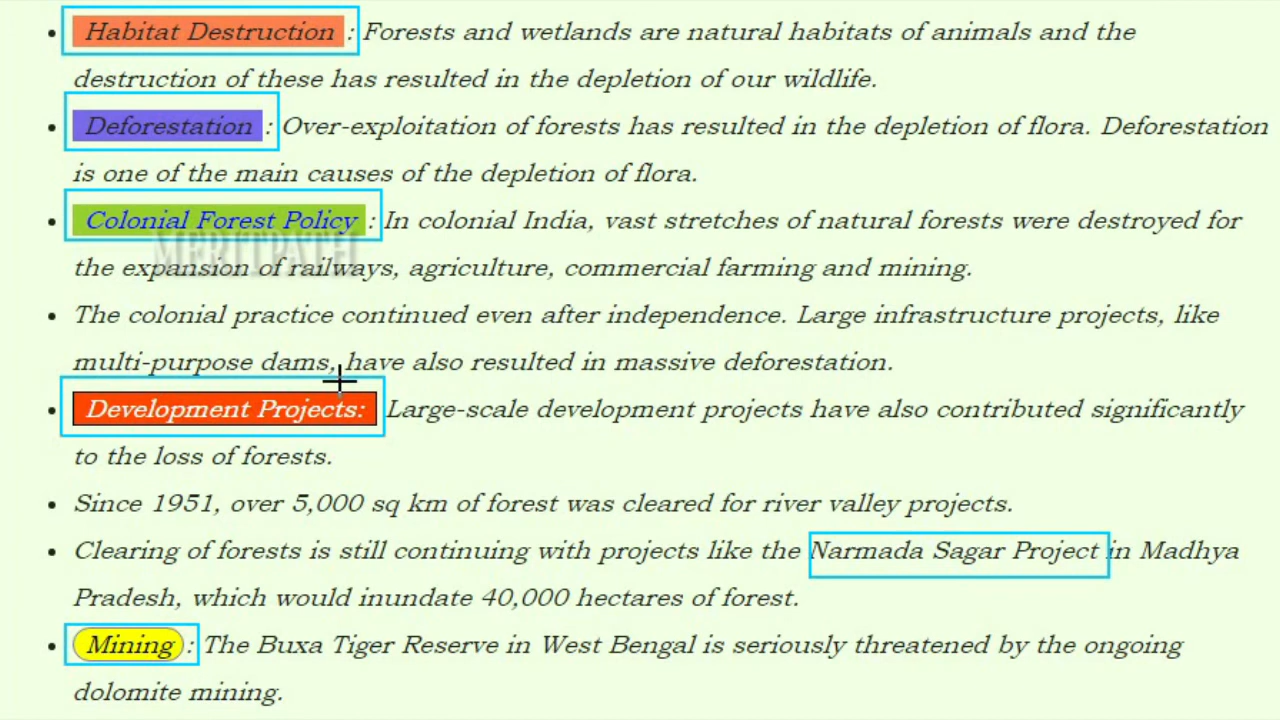 • Habitat Destruction : Forests and wetlands are natural habitats of animals and the
destruction of these has resulted in the depletion of our wildlife.
• Deforestation : Over-exploitation of forests has resulted in the depletion of flora. Deforestation
is one of the main causes of the depletion of flora.
• Colonial Forest Policy : In colonial India, vast stretches of natural forests were destroyed for
MERITPATH
the expansion of railways, agriculture, commercial farming and mining.
• The colonial practice continued even after independence. Large infrastructure projects, like
multi-purpose dams, have also resulted in massive deforestation.
• Development Projects: Large-scale development projects have also contributed significantly
to the loss of forests.
• Since 1951, over 5,000 sq km of forest was cleared for river valley projects.
• Clearing of forests is still continuing with projects like the Narmada Sagar Project in Madhya
Pradesh, which would inundate 40,000 hectares of forest.
• Mining : The Buxa Tiger Reserve in West Bengal is seriously threatened by the ongoing
dolomite mining.